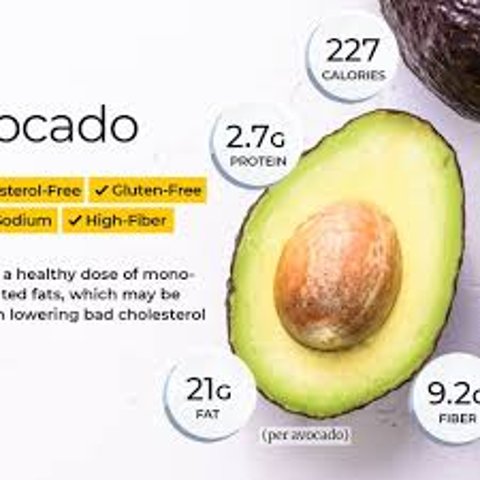 ocado
sterol-Free ✓ Gluten-Free
Sodium ✓ High-Fiber
a healthy dose of mono-
ted fats, which may be
lowering bad cholesterol
227
CALORIES
2.7G
PROTEIN
21G
FAT
9.2G
FIBER
(per avocado)